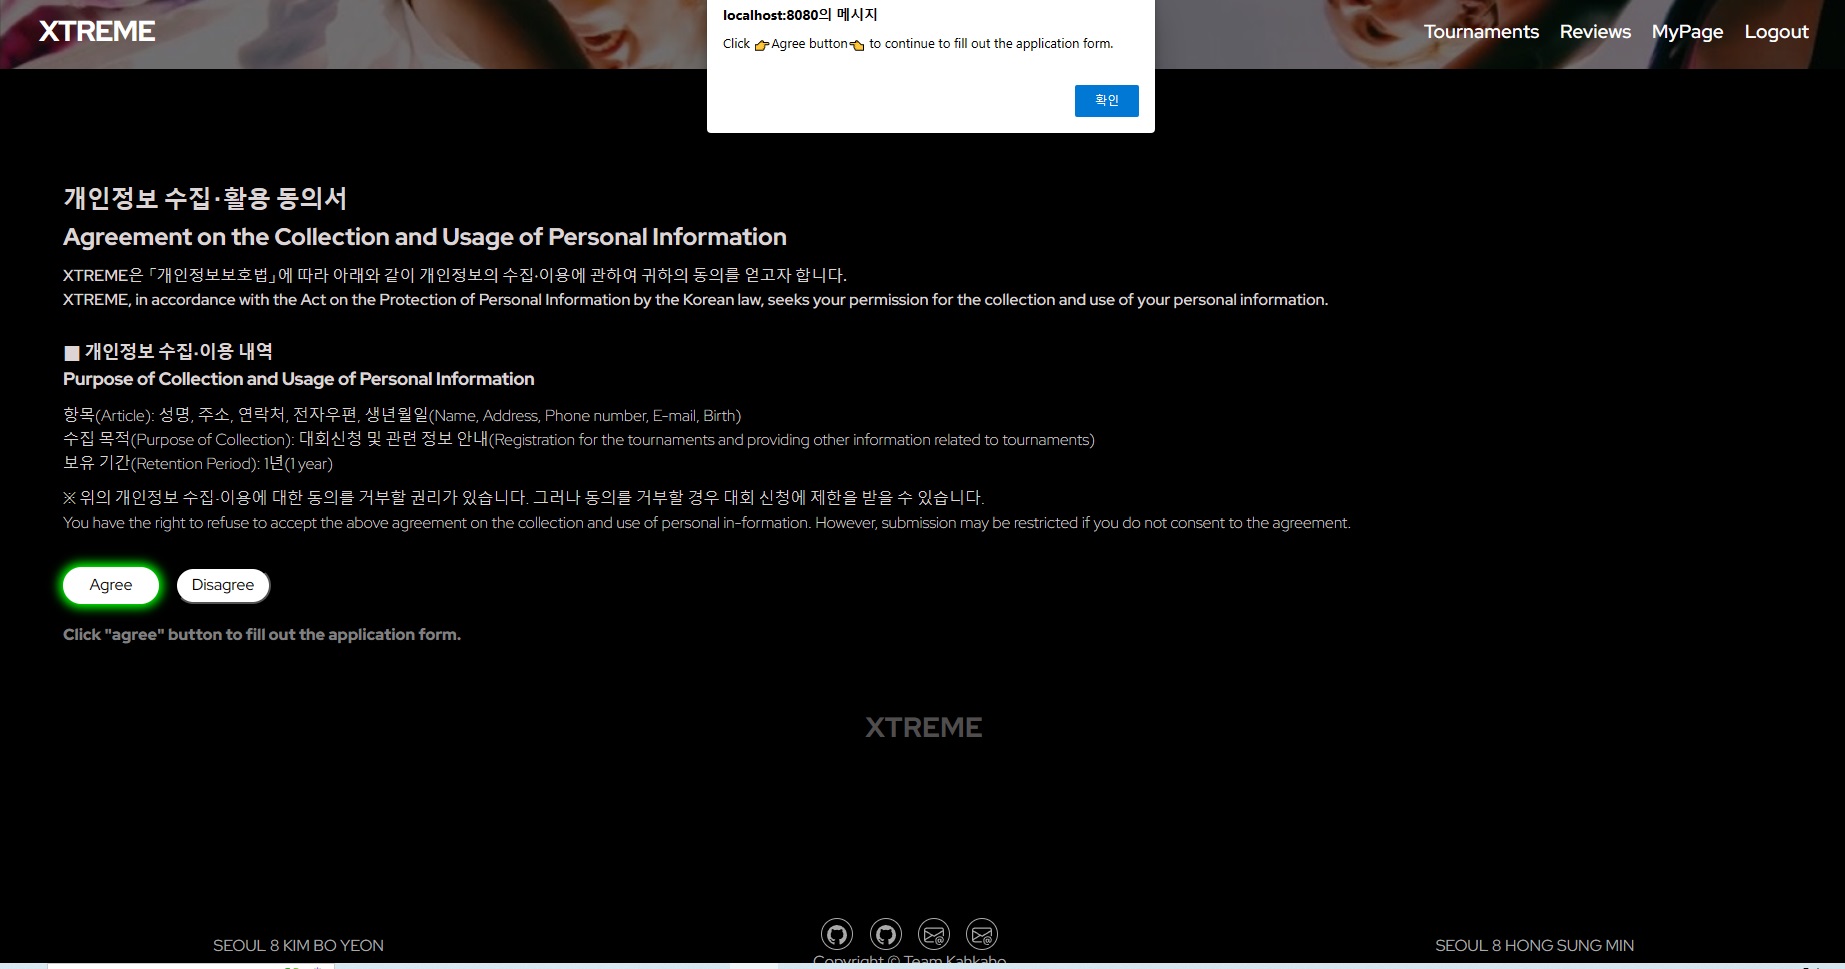 XTREME
Tournaments Reviews MyPage Logout
localhost:8080의 메시지
Click 👉Agree button👈 to continue to fill out the application form.
확인
개인정보 수집·활용 동의서
Agreement on the Collection and Usage of Personal Information
XTREME은 「개인정보보호법」에 따라 아래와 같이 개인정보의 수집·이용에 관하여 귀하의 동의를 얻고자 합니다.
XTREME, in accordance with the Act on the Protection of Personal Information by the Korean law, seeks your permission for the collection and use of your personal information.
■ 개인정보 수집·이용 내역
Purpose of Collection and Usage of Personal Information
항목(Article): 성명, 주소, 연락처, 전자우편, 생년월일(Name, Address, Phone number, E-mail, Birth)
수집 목적(Purpose of Collection): 대회신청 및 관련 정보 안내(Registration for the tournaments and providing other information related to tournaments)
보유 기간(Retention Period): 1년(1 year)
※ 위의 개인정보 수집·이용에 대한 동의를 거부할 권리가 있습니다. 그러나 동의를 거부할 경우 대회 신청에 제한을 받을 수 있습니다.
You have the right to refuse to accept the above agreement on the collection and use of personal in-formation. However, submission may be restricted if you do not consent to the agreement.
Agree Disagree
Click "agree" button to fill out the application form.
XTREME
SEOUL 8 KIM BO YEON
SEOUL 8 HONG SUNG MIN
Copyright © Team Kahkaho